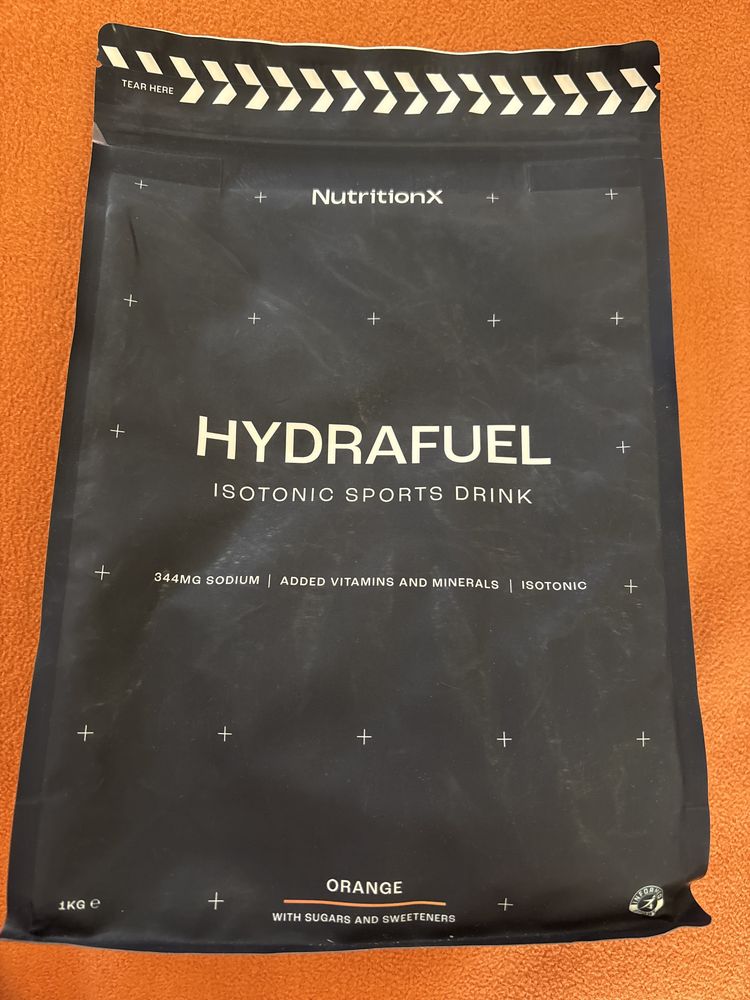 TEAR HERE
NutritionX
HYDRAFUEL
ISOTONIC SPORTS DRINK
344MG SODIUM | ADDED VITAMINS AND MINERALS | ISOTONIC
ORANGE
1KG ℮
WITH SUGARS AND SWEETENERS